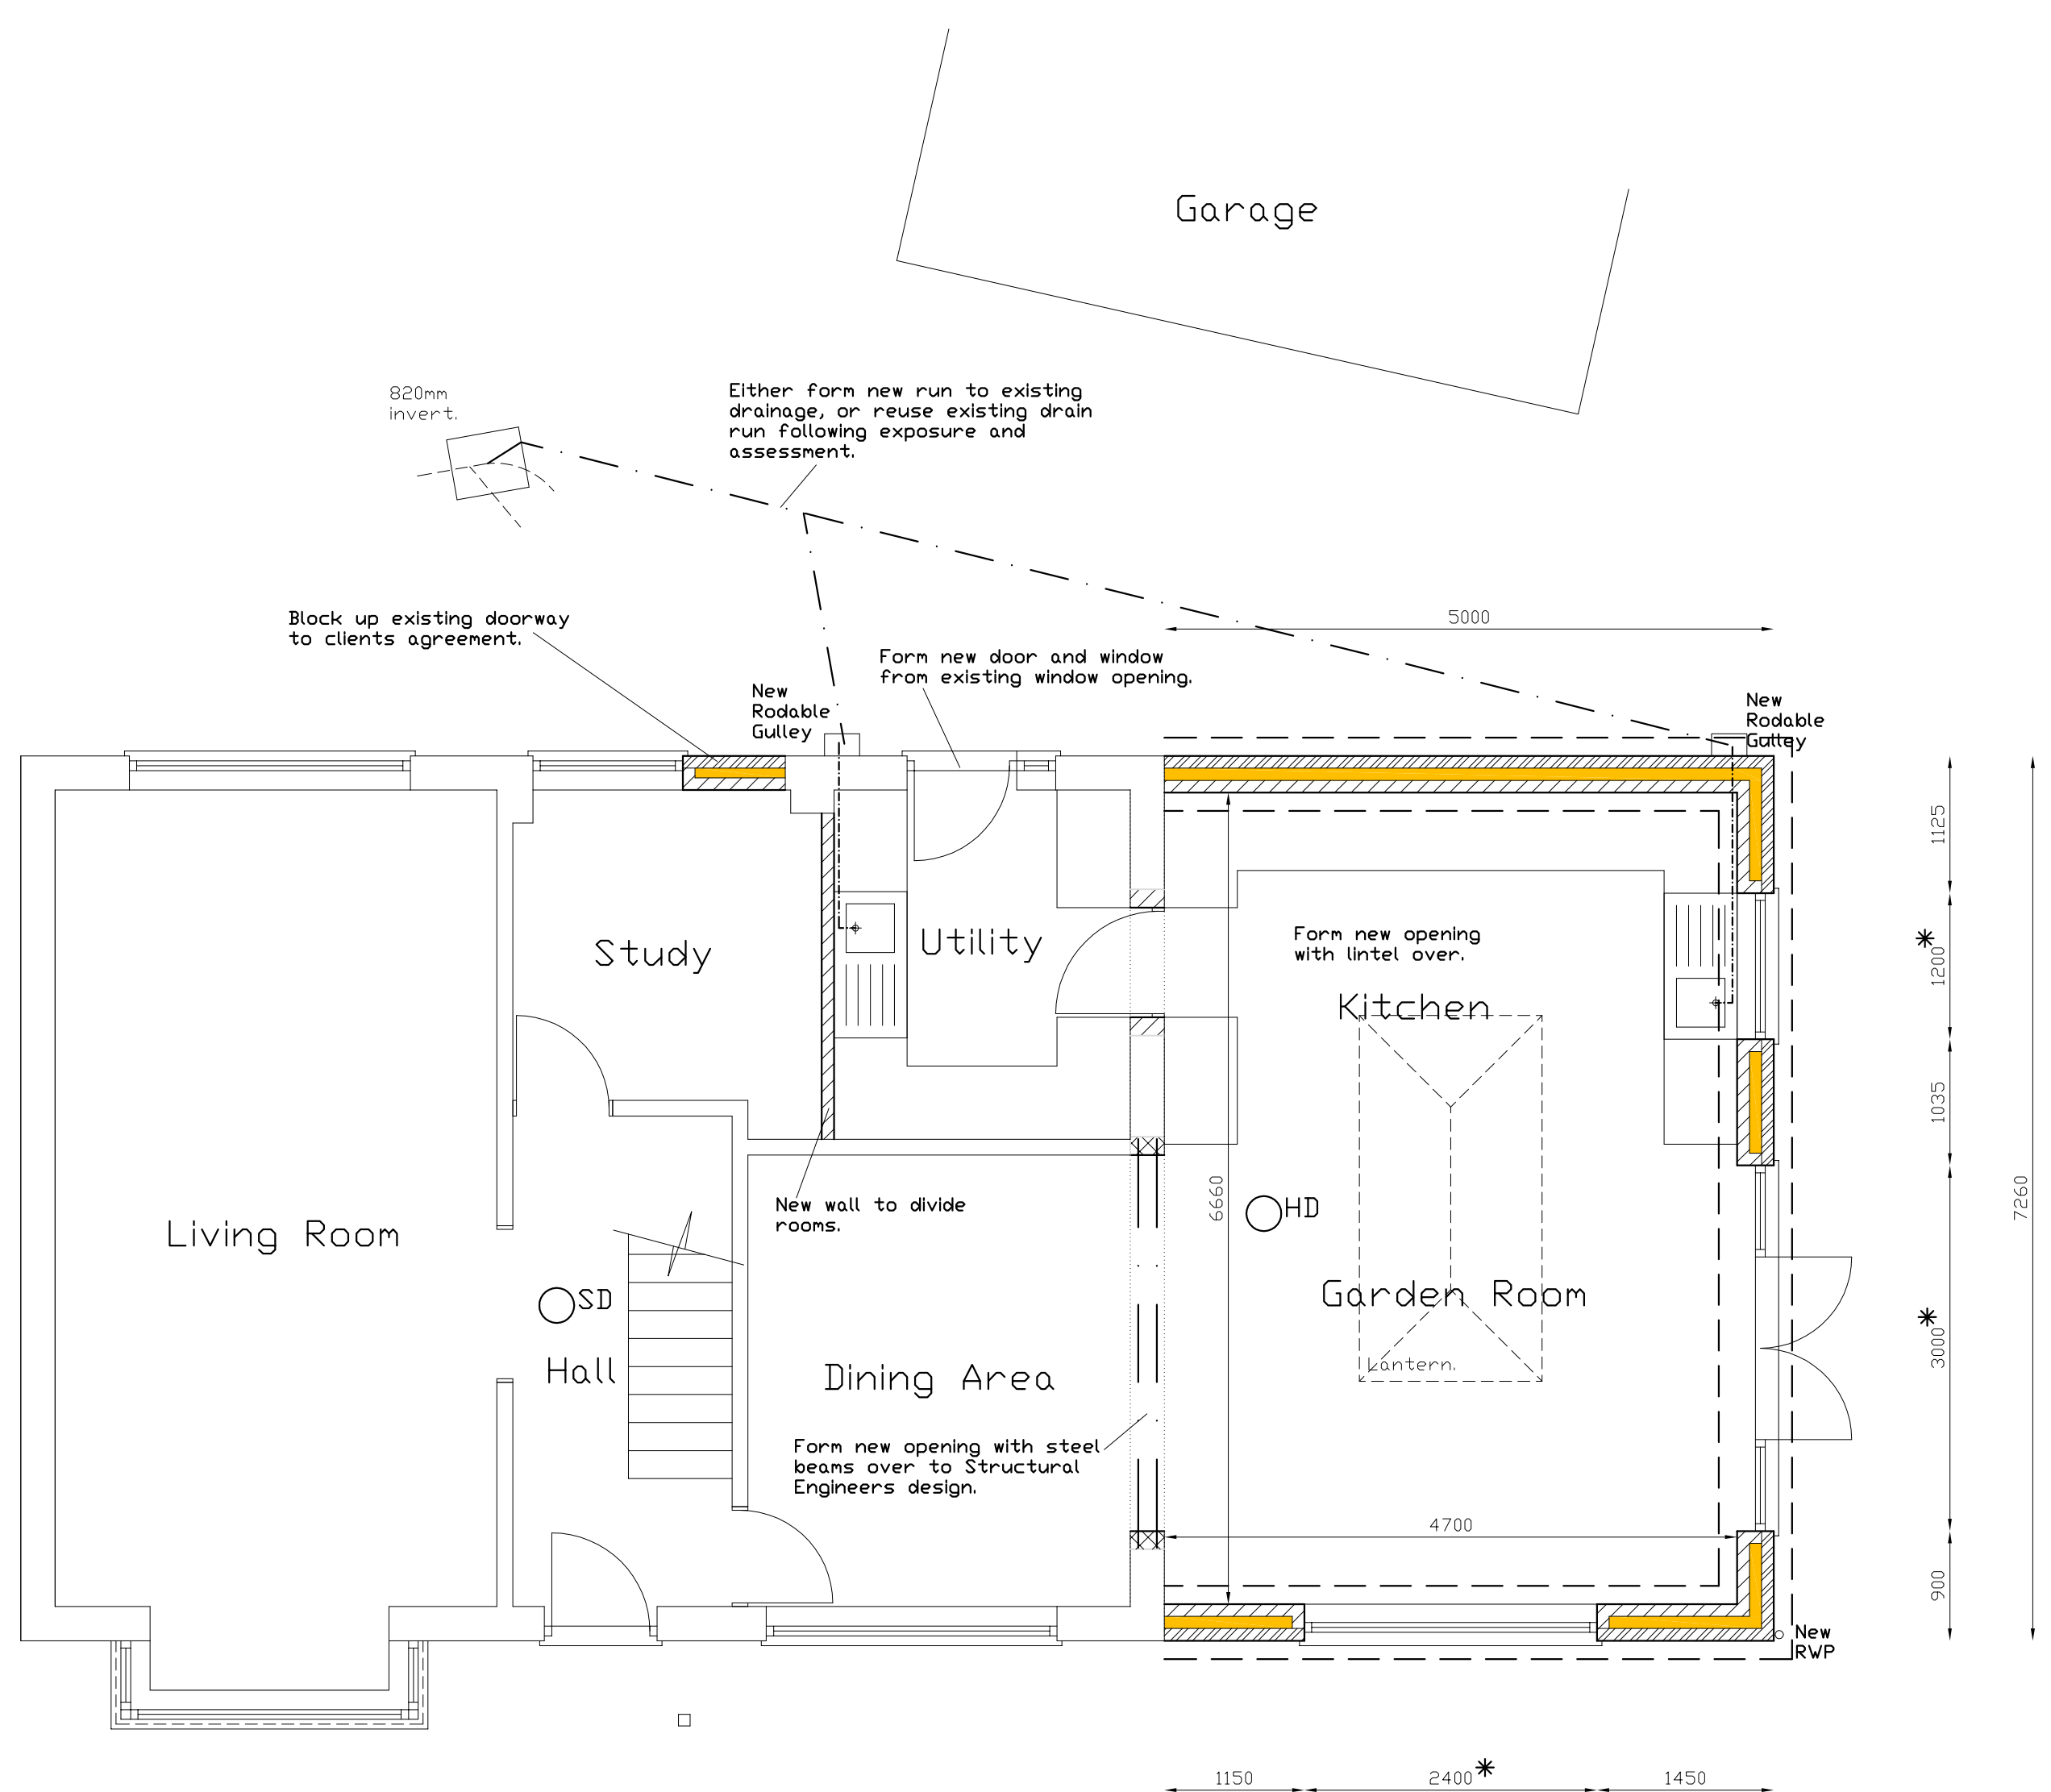 Garage
820mm
invert.
Either form new run to existing
drainage, or reuse existing drain
run following exposure and
assessment.
Block up existing doorway
to clients agreement.
5000
Form new door and window
from existing window opening.
New
Rodable
Gulley
New
Rodable
Gulley
1125
Study
Utility
Form new opening
with lintel over.
Kitchen
1200
*
1035
6660
HD
7260
New wall to divide
rooms.
Living Room
SD
Garden Room
*
3000
Hall
Dining Area
Lantern.
Form new opening with steel
beams over to Structural
Engineers design.
4700
900
New
RWP
1150
2400
*
1450